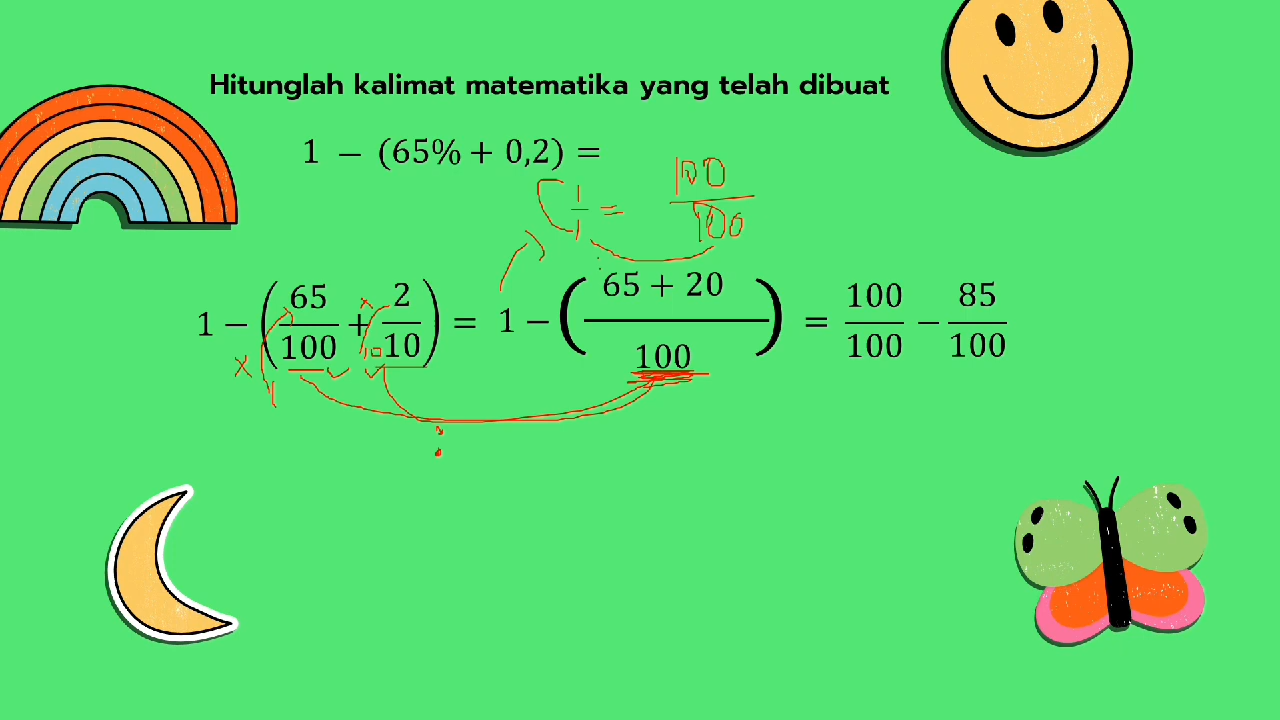 Hitunglah kalimat matematika yang telah dibuat
1 − (65% + 0,2) =
1/1 = 100/100
1 − (65/100 + 2/10) = 1 − ((65 + 20)/100) = 100/100 − 85/100